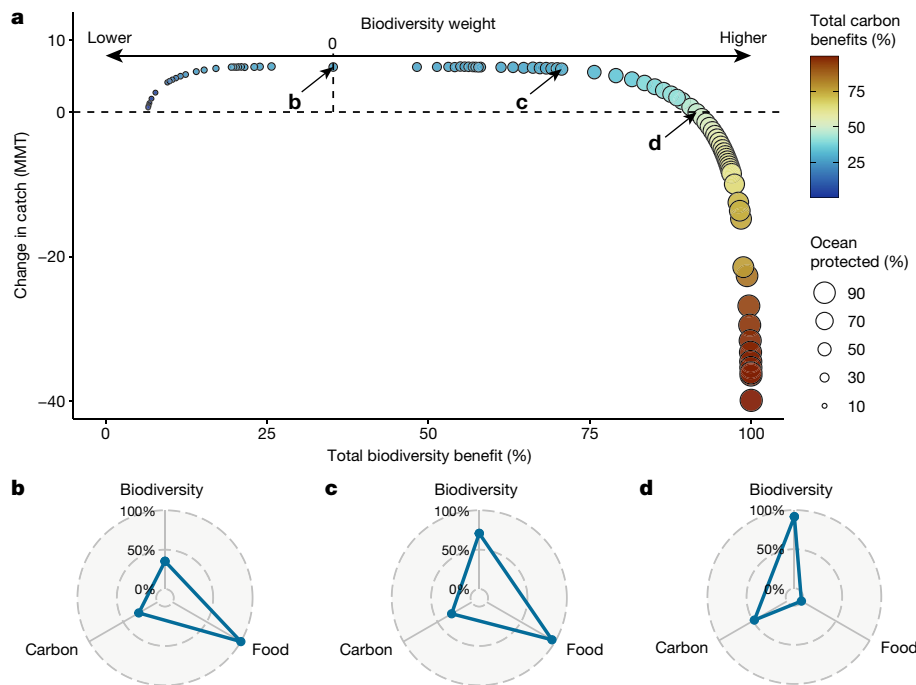 a
Biodiversity weight
Lower
0
Higher
10
0
−20
−40
Change in catch (MMT)
b
c
d
0
25
50
75
100
Total biodiversity benefit (%)
Total carbon
benefits (%)
75
50
25
Ocean
protected (%)
90
70
50
30
10
b
Biodiversity
100%
50%
0%
Carbon
Food
c
Biodiversity
100%
50%
0%
Carbon
Food
d
Biodiversity
100%
50%
0%
Carbon
Food